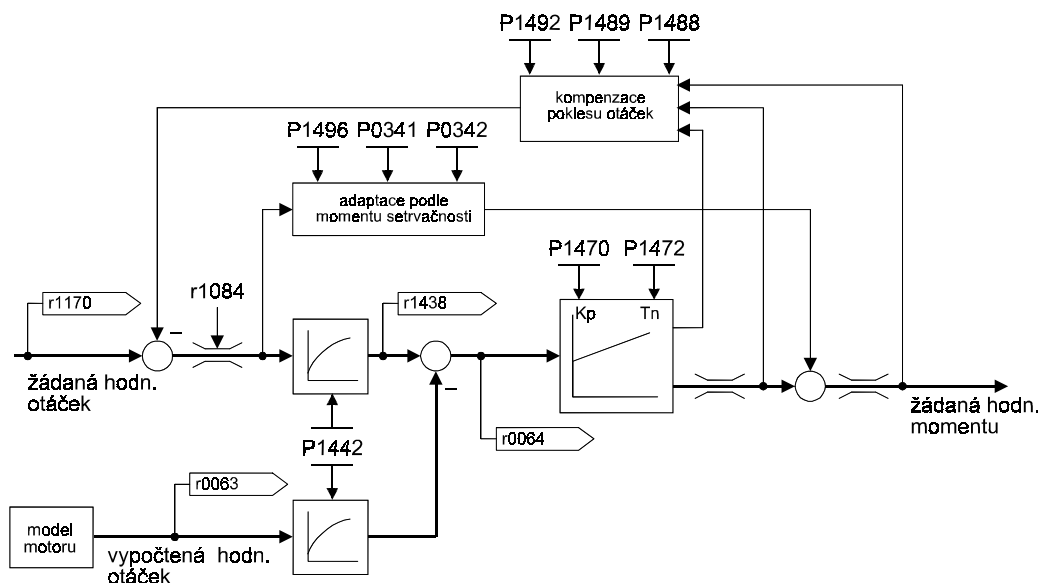 P1492 P1489 P1488
kompenzace
poklesu otáček
P1496 P0341 P0342
adaptace podle
momentu setrvačnosti
P1470 P1472
r1170
r1084
r1438
Kp Tn
žádaná hodn.
otáček
žádaná hodn.
momentu
r0064
P1442
r0063
model
motoru
vypočtená hodn.
otáček